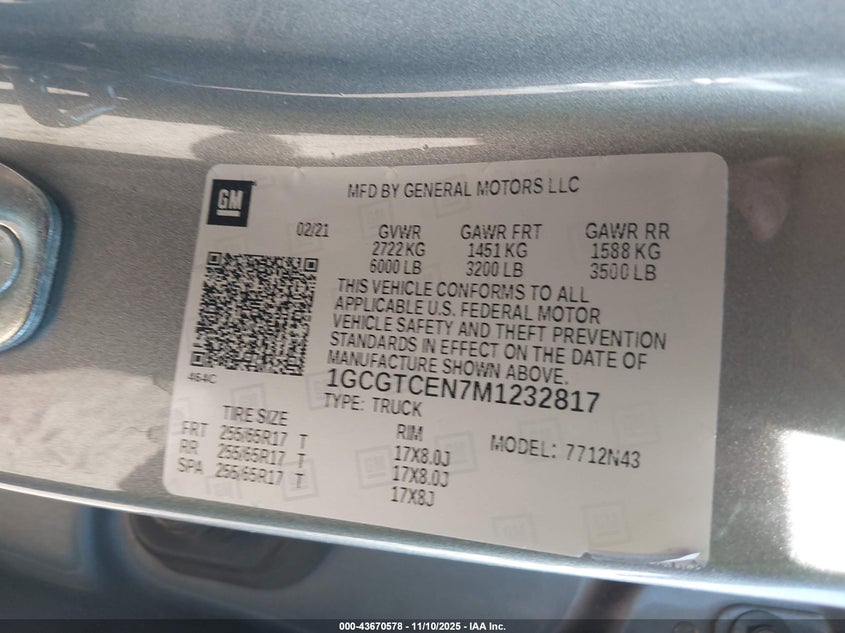 GM
MFD BY GENERAL MOTORS LLC
02/21 GVWR GAWR FRT GAWR RR
2722 KG 1451 KG 1588 KG
6000 LB 3200 LB 3500 LB
THIS VEHICLE CONFORMS TO ALL
APPLICABLE U.S. FEDERAL MOTOR
VEHICLE SAFETY AND THEFT PREVENTION
STANDARDS IN EFFECT ON THE DATE OF
MANUFACTURE SHOWN ABOVE.
464C
1GCGTCEN7M1232817
TYPE: TRUCK
TIRE SIZE RIM MODEL: 7712N43
FRT 255/65R17 T 17X8.0J
RR 255/65R17 T 17X8.0J
SPA 255/65R17 T 17X8J
000-43670578 — 11/10/2025 — IAA Inc.